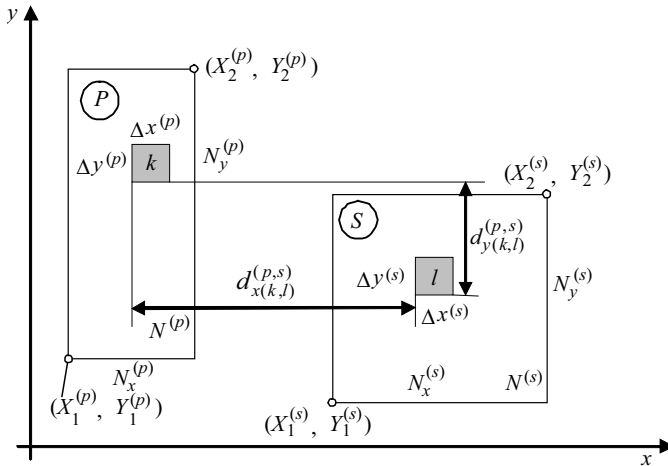 y
(X_2^{(p)}, Y_2^{(p)})
P
Δx^{(p)}
Δy^{(p)} k N_y^{(p)}
(X_2^{(s)}, Y_2^{(s)})
S
d_{y(k,l)}^{(p,s)}
d_{x(k,l)}^{(p,s)}
Δy^{(s)} l N_y^{(s)}
N^{(p)} Δx^{(s)}
N_x^{(p)} N_x^{(s)} N^{(s)}
(X_1^{(p)}, Y_1^{(p)})
(X_1^{(s)}, Y_1^{(s)})
x